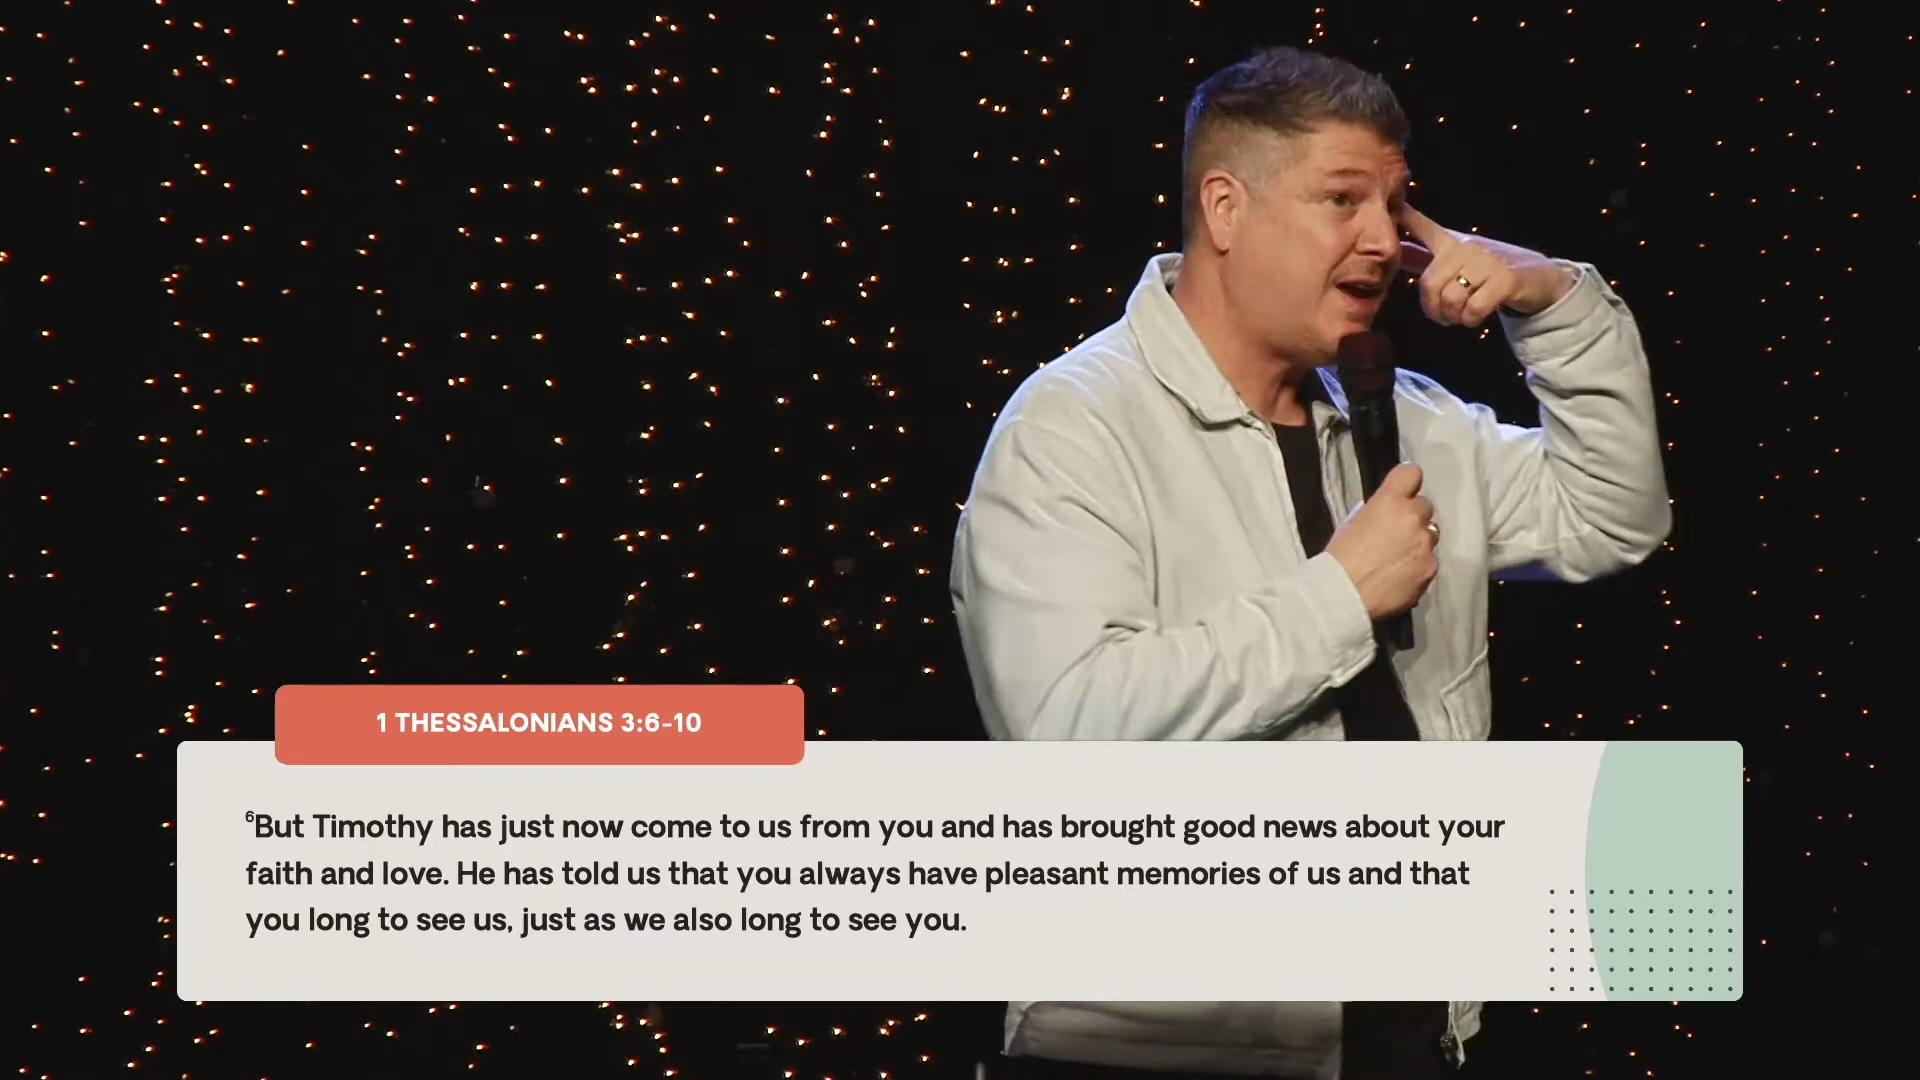 1 THESSALONIANS 3:6-10
⁶But Timothy has just now come to us from you and has brought good news about your
faith and love. He has told us that you always have pleasant memories of us and that
you long to see us, just as we also long to see you.